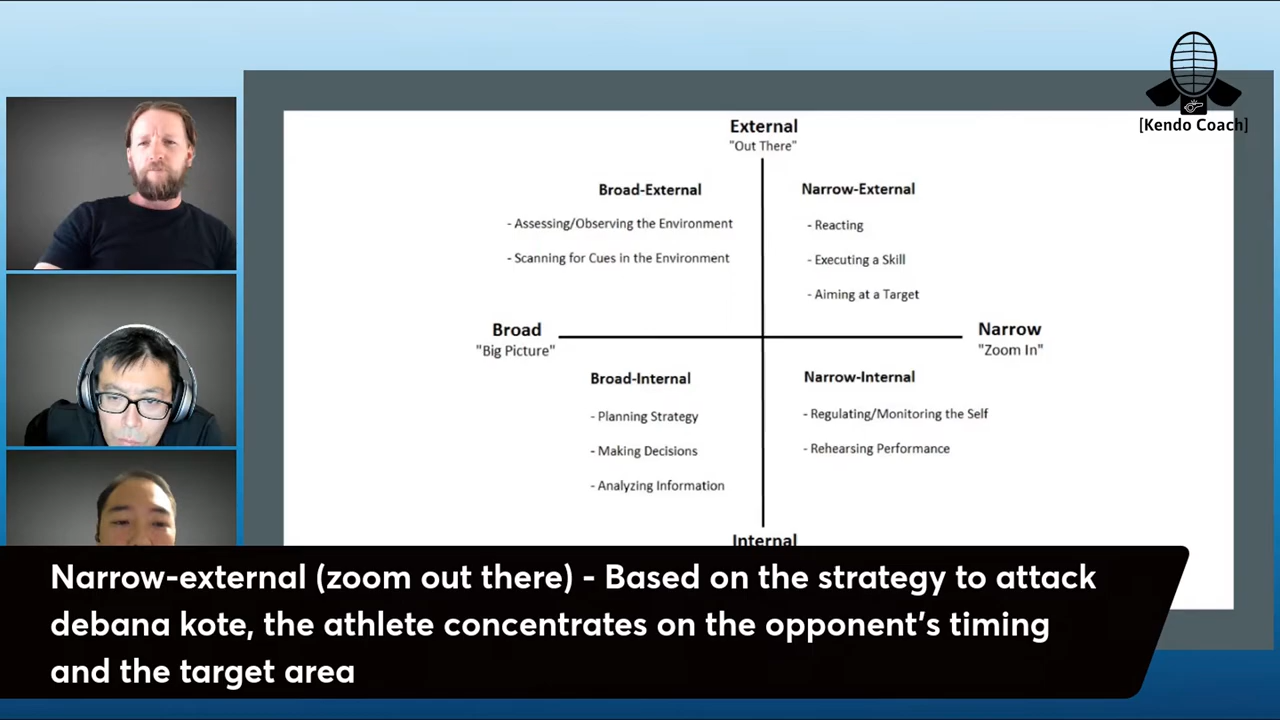 [Kendo Coach]
External
"Out There"
Broad-External
- Assessing/Observing the Environment
- Scanning for Cues in the Environment
Narrow-External
- Reacting
- Executing a Skill
- Aiming at a Target
Broad
"Big Picture"
Narrow
"Zoom In"
Broad-Internal
- Planning Strategy
- Making Decisions
- Analyzing Information
Narrow-Internal
- Regulating/Monitoring the Self
- Rehearsing Performance
Internal
Narrow-external (zoom out there) - Based on the strategy to attack
debana kote, the athlete concentrates on the opponent's timing
and the target area